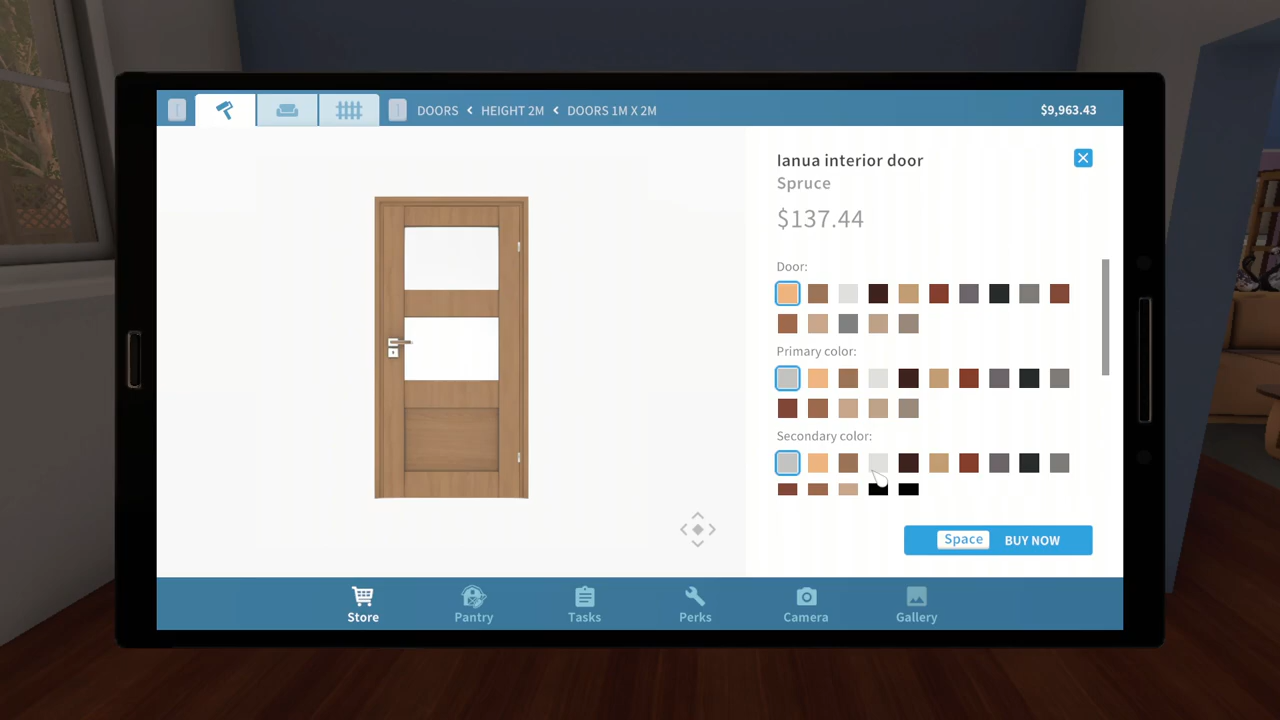 DOORS < HEIGHT 2M < DOORS 1M X 2M
$9,963.43
Ianua interior door
Spruce
$137.44
Door:
Primary color:
Secondary color:
Space BUY NOW
Store Pantry Tasks Perks Camera Gallery